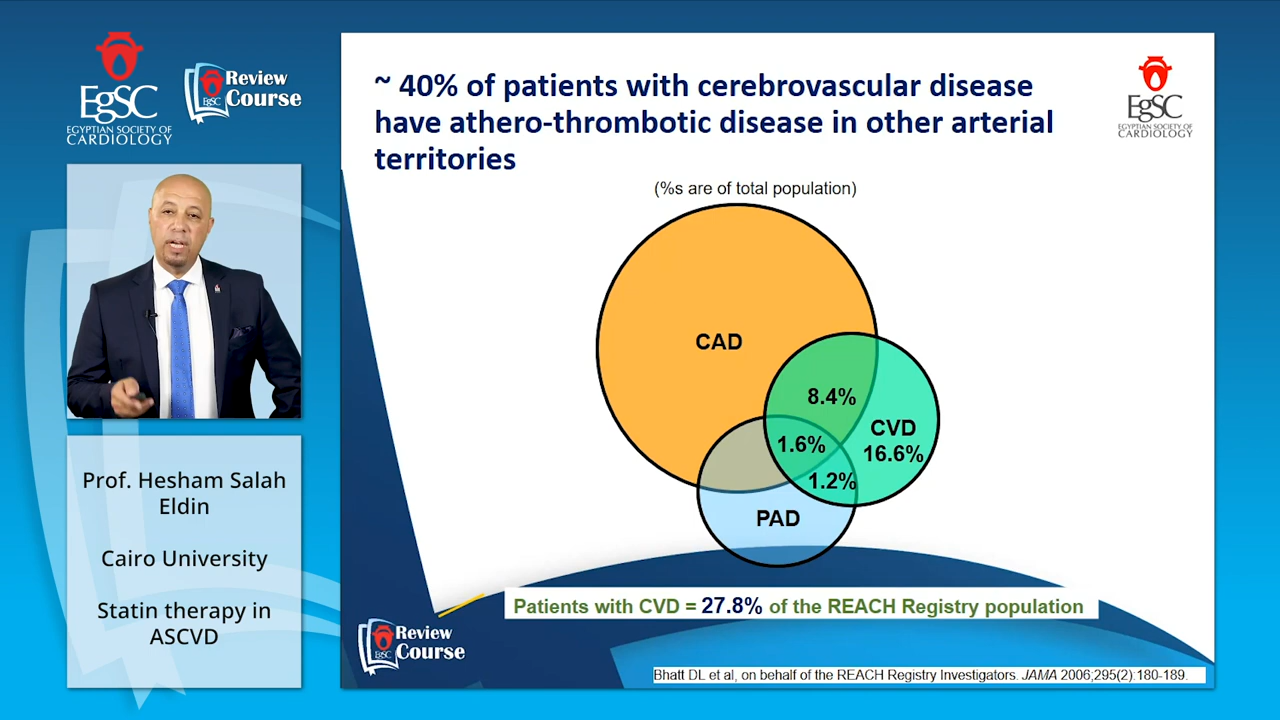 EgSC
EGYPTIAN SOCIETY OF
CARDIOLOGY
EgSC
Review
Course
Prof. Hesham Salah
Eldin
Cairo University
Statin therapy in
ASCVD
~ 40% of patients with cerebrovascular disease
have athero-thrombotic disease in other arterial
territories
EgSC
EGYPTIAN SOCIETY OF
CARDIOLOGY
(%s are of total population)
CAD
8.4%
CVD
16.6%
1.6%
1.2%
PAD
Patients with CVD = 27.8% of the REACH Registry population
EgSC
Review
Course
Bhatt DL et al, on behalf of the REACH Registry Investigators. JAMA 2006;295(2):180-189.